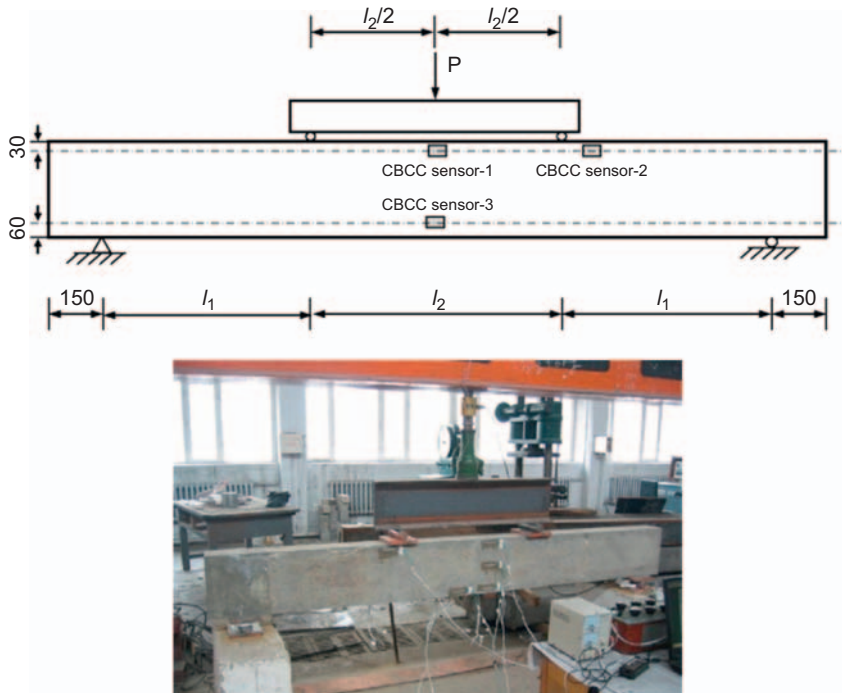 l2/2 l2/2
P
30
CBCC sensor-1 CBCC sensor-2
CBCC sensor-3
60
150 l1 l2 l1 150